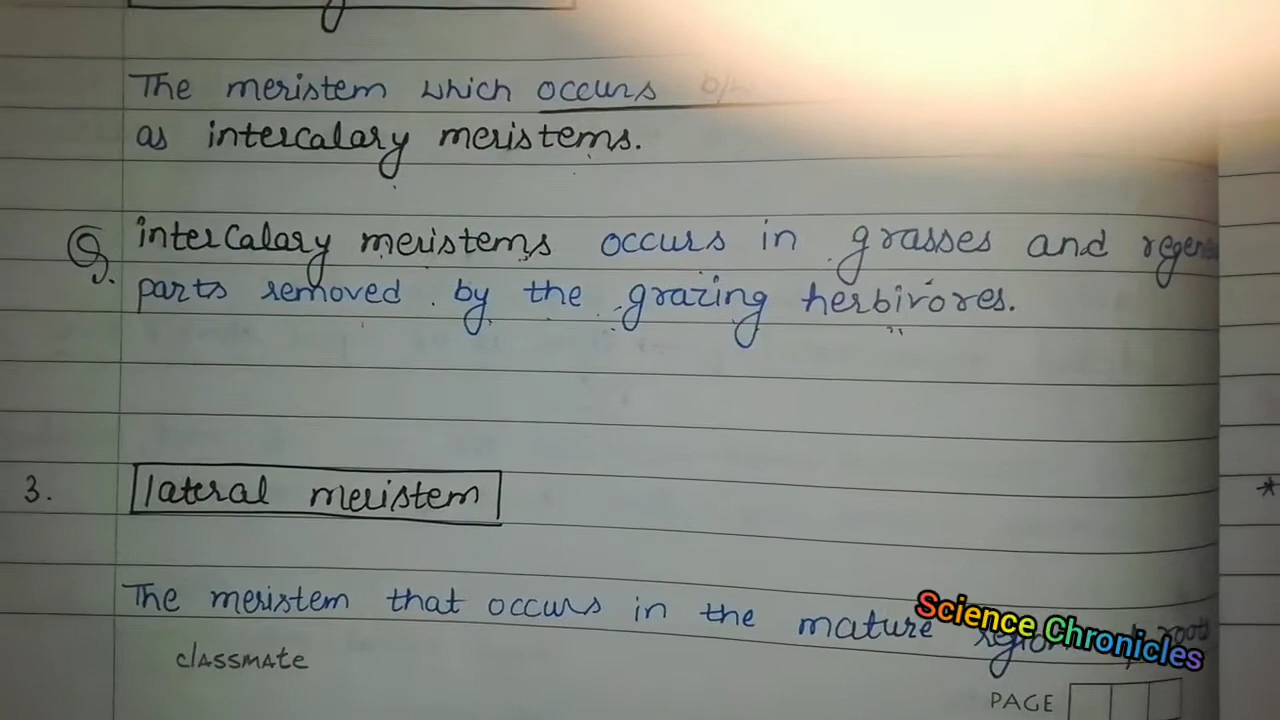 The meristem which occurs
as intercalary meristems.
Q. intercalary meristems occurs in grasses and
parts removed by the grazing herbivores.
3. lateral meristem
*
The meristem that occurs in the mature region
Science Chronicles
classmate
PAGE